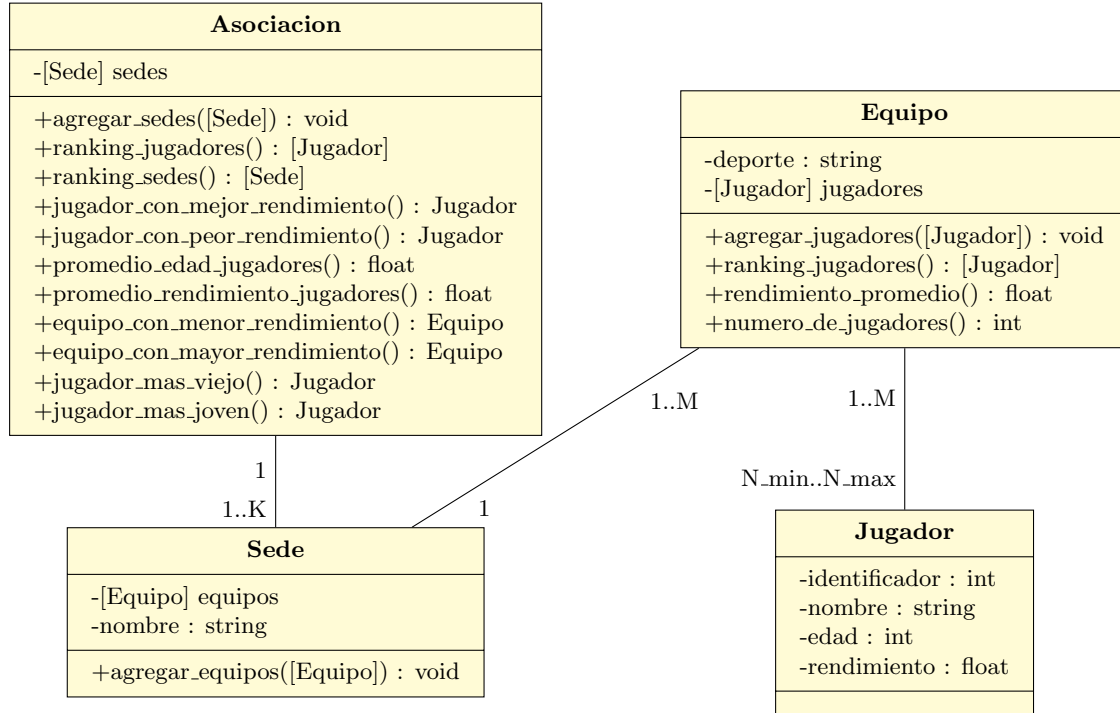 Asociacion
-[Sede] sedes
+agregar_sedes([Sede]) : void
+ranking_jugadores() : [Jugador]
+ranking_sedes() : [Sede]
+jugador_con_mejor_rendimiento() : Jugador
+jugador_con_peor_rendimiento() : Jugador
+promedio_edad_jugadores() : float
+promedio_rendimiento_jugadores() : float
+equipo_con_menor_rendimiento() : Equipo
+equipo_con_mayor_rendimiento() : Equipo
+jugador_mas_viejo() : Jugador
+jugador_mas_joven() : Jugador
Equipo
-deporte : string
-[Jugador] jugadores
+agregar_jugadores([Jugador]) : void
+ranking_jugadores() : [Jugador]
+rendimiento_promedio() : float
+numero_de_jugadores() : int
1
1..K
1..M
1
1..M
N_min..N_max
Sede
-[Equipo] equipos
-nombre : string
+agregar_equipos([Equipo]) : void
Jugador
-identificador : int
-nombre : string
-edad : int
-rendimiento : float